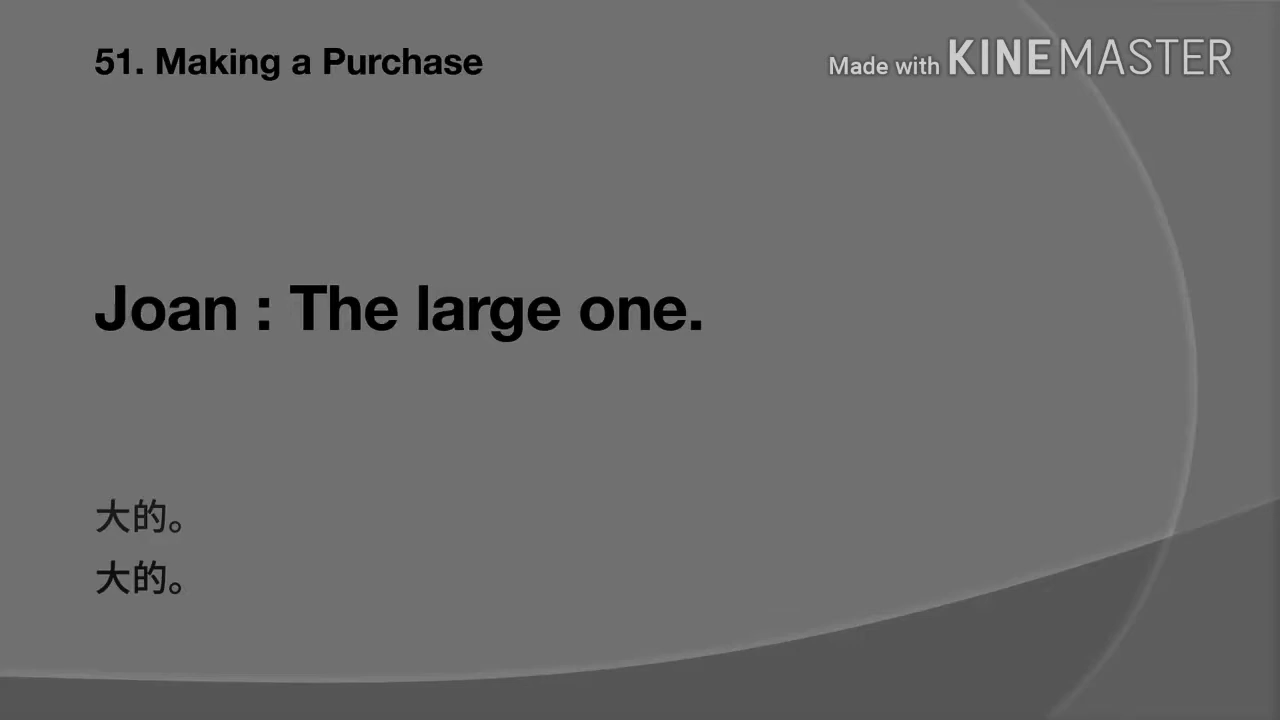 51. Making a Purchase
Made with KINEMASTER
Joan : The large one.
大的。
大的。